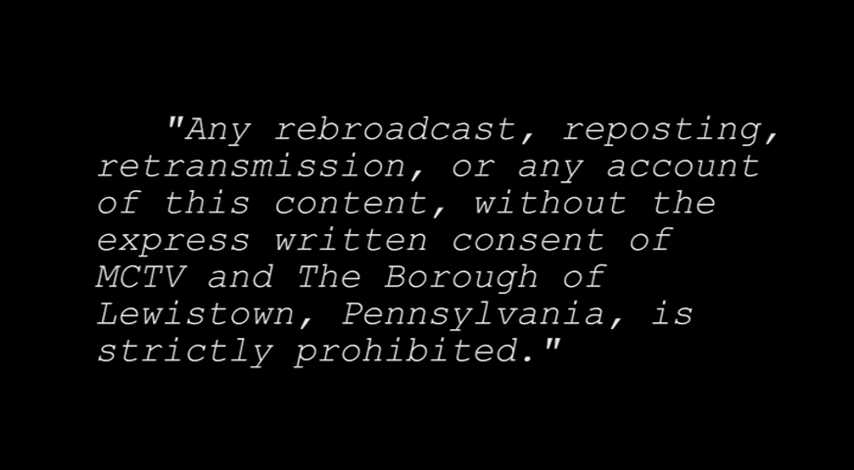 "Any rebroadcast, reposting,
retransmission, or any account
of this content, without the
express written consent of
MCTV and The Borough of
Lewistown, Pennsylvania, is
strictly prohibited."